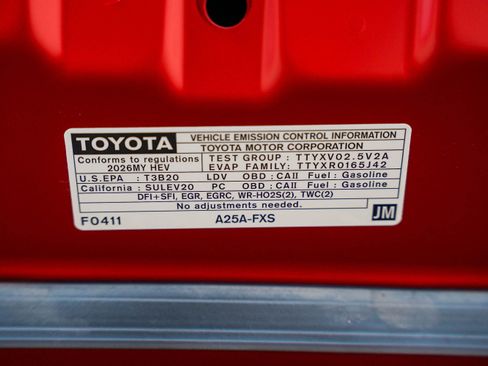 TOYOTA VEHICLE EMISSION CONTROL INFORMATION
TOYOTA MOTOR CORPORATION
Conforms to regulations TEST GROUP : TTYXV02.5V2A
2026MY HEV EVAP FAMILY: TTYXR0165J42
U.S.EPA : T3B20 LDV OBD : CAII Fuel : Gasoline
California : SULEV20 PC OBD : CAII Fuel : Gasoline
DFI+SFI, EGR, EGRC, WR-HO2S(2), TWC(2)
No adjustments needed.
F0411 A25A-FXS JM